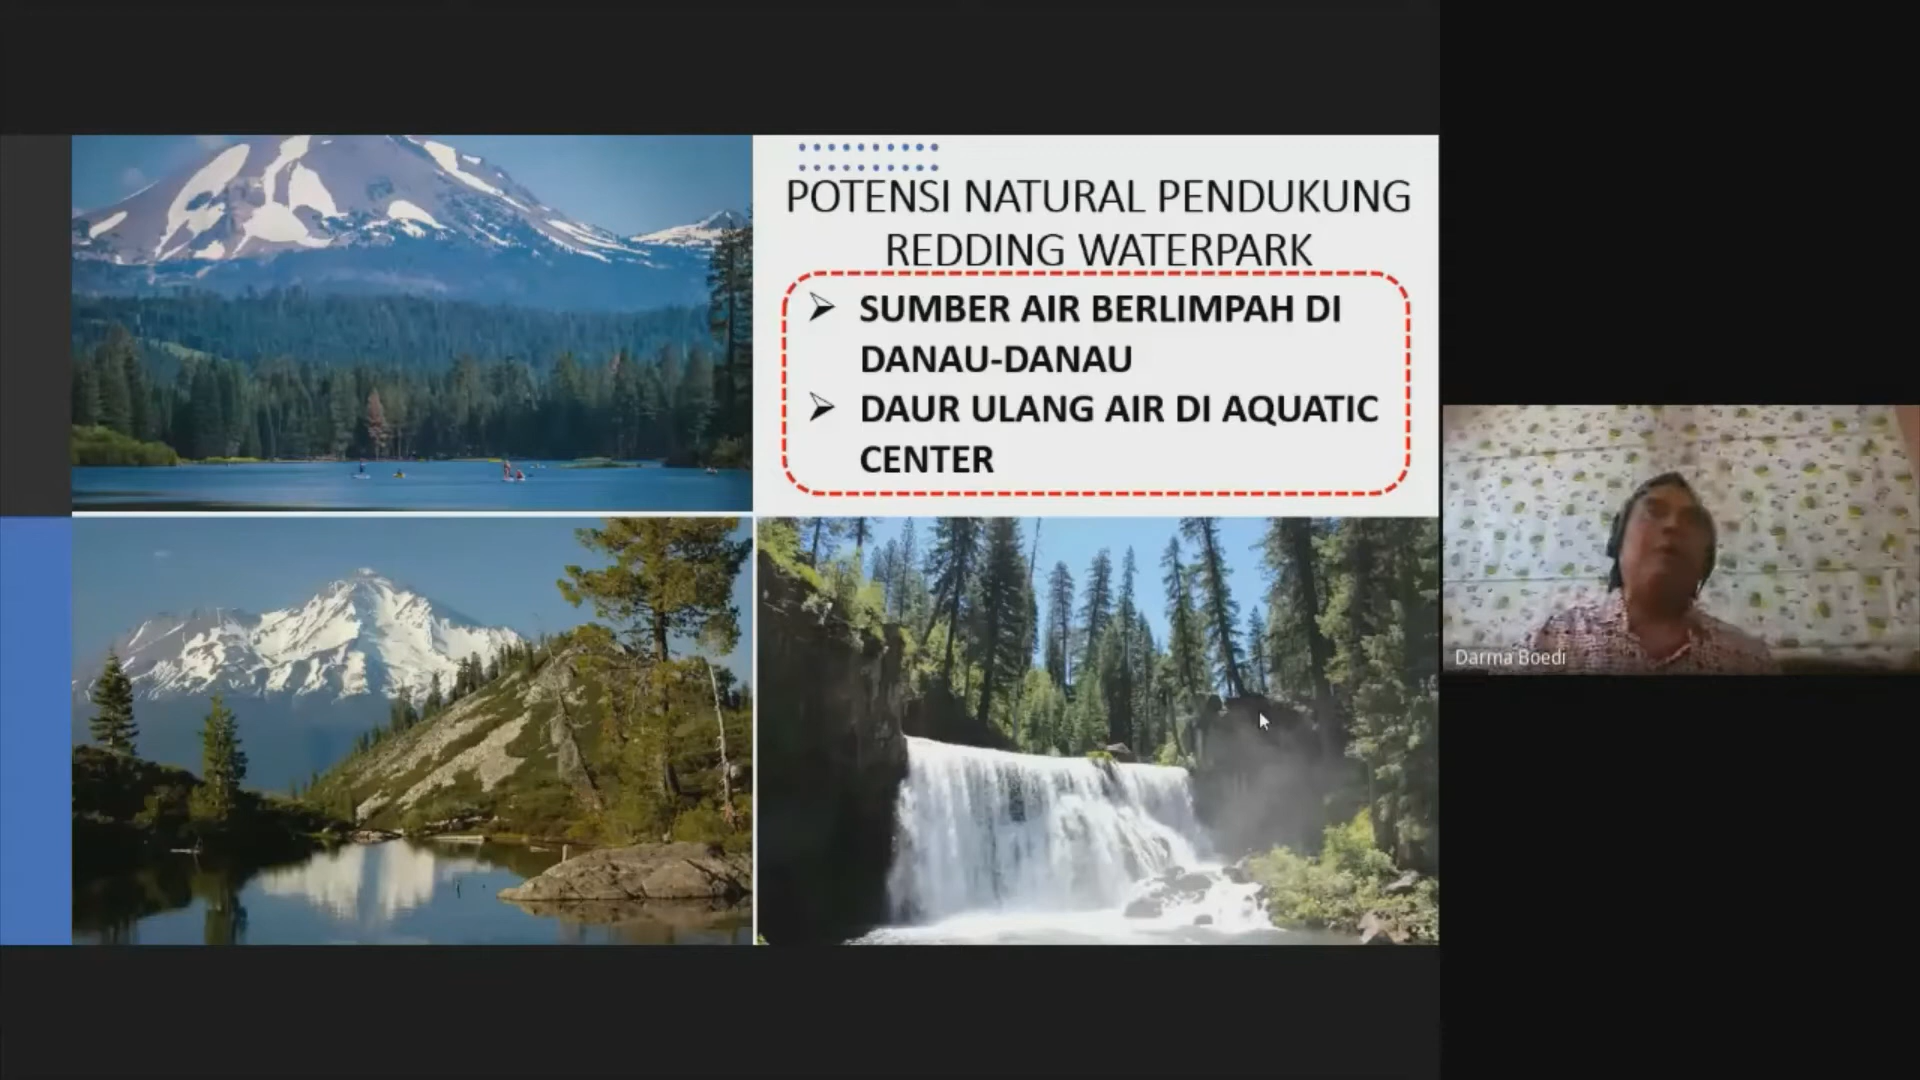 POTENSI NATURAL PENDUKUNG
REDDING WATERPARK
➢ SUMBER AIR BERLIMPAH DI
DANAU-DANAU
➢ DAUR ULANG AIR DI AQUATIC
CENTER
Darma Boedi